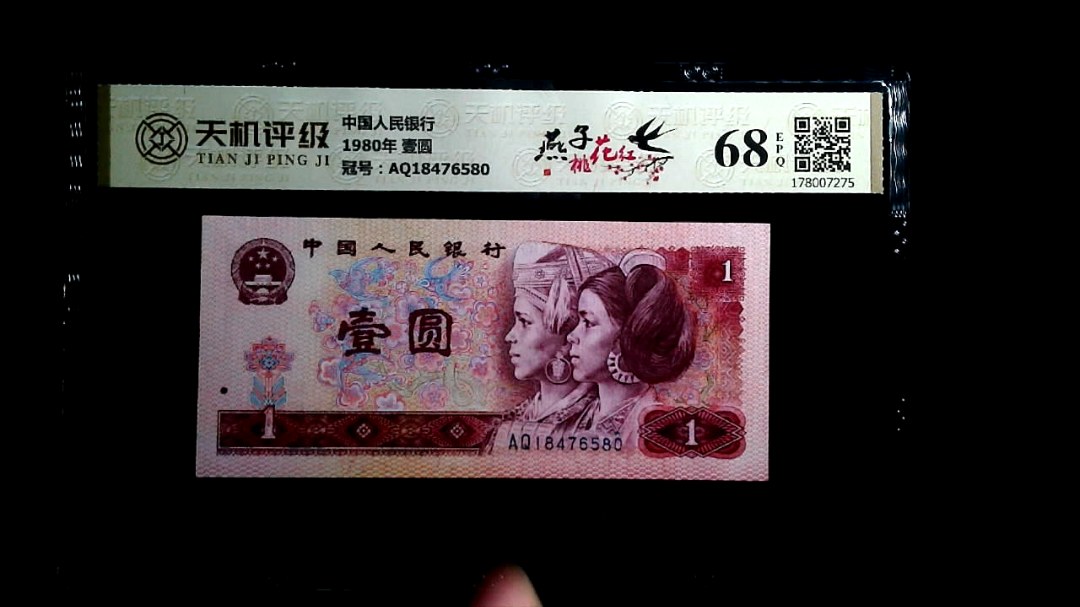 天机评级
TIAN JI PING JI
中国人民银行
1980年 壹圆
冠号：AQ18476580
燕子
桃花红
68
EPQ
178007275
中国人民银行
1
壹圆
1
AQ18476580
1